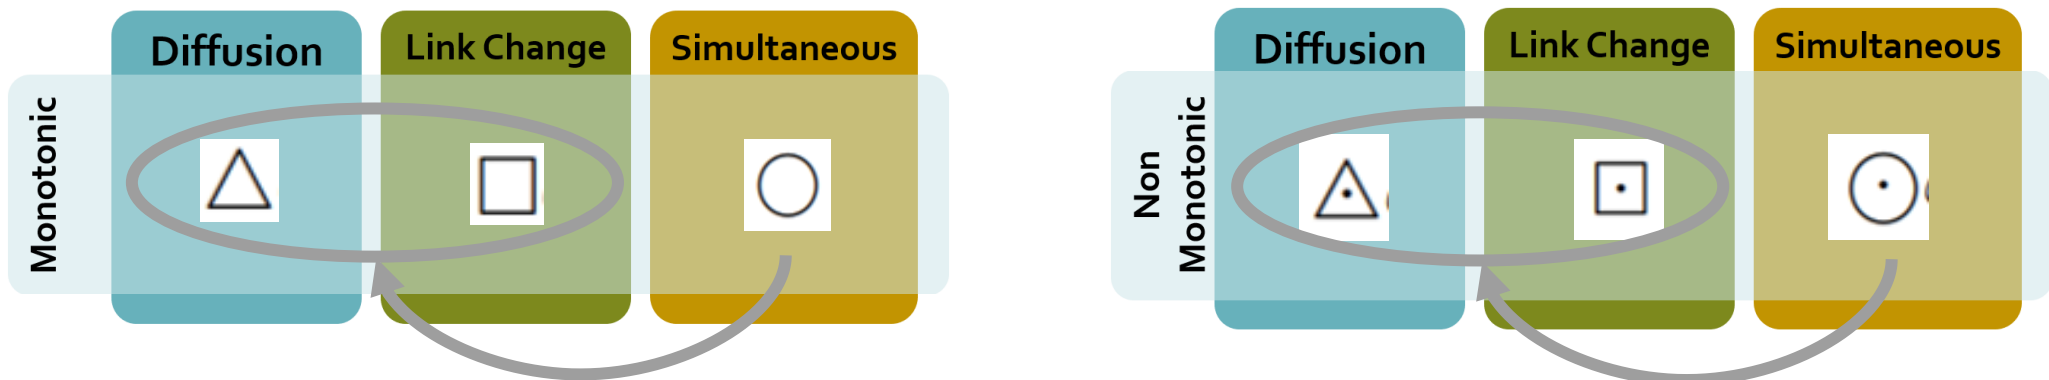 Diffusion
Link Change
Simultaneous
Monotonic
Diffusion
Link Change
Simultaneous
Non
Monotonic